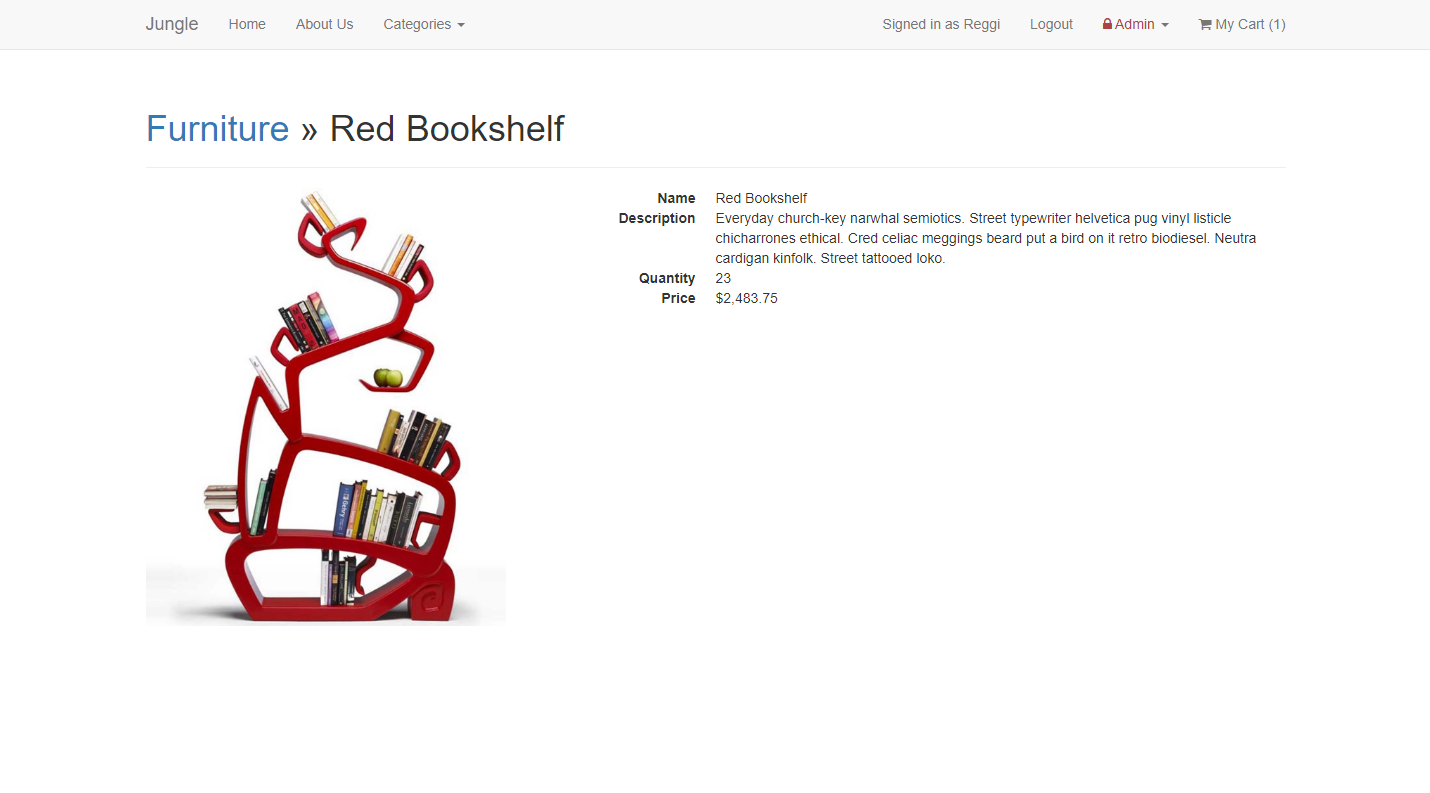 Jungle Home About Us Categories Signed in as Reggi Logout Admin My Cart (1)
Furniture » Red Bookshelf
Name Red Bookshelf
Description Everyday church-key narwhal semiotics. Street typewriter helvetica pug vinyl listicle
chicharrones ethical. Cred celiac meggings beard put a bird on it retro biodiesel. Neutra
cardigan kinfolk. Street tattooed loko.
Quantity 23
Price $2,483.75